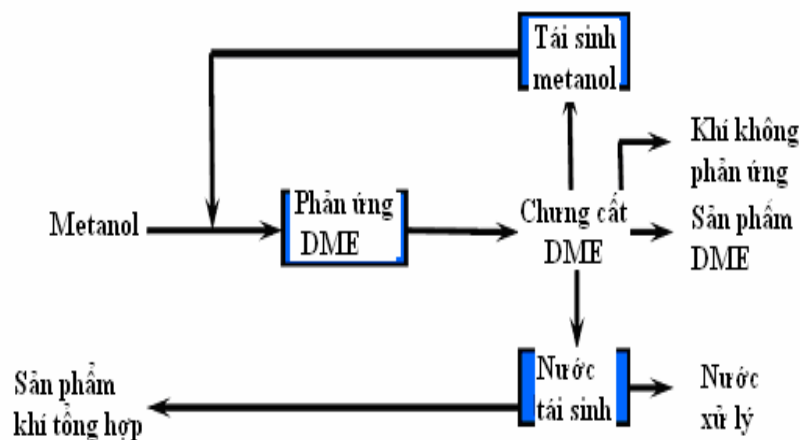 Tái sinh
metanol
Khí không
phản ứng
Metanol
Phản ứng
DME
Chưng cất
DME
Sản phẩm
DME
Sản phẩm
khí tổng hợp
Nước
tái sinh
Nước
xử lý